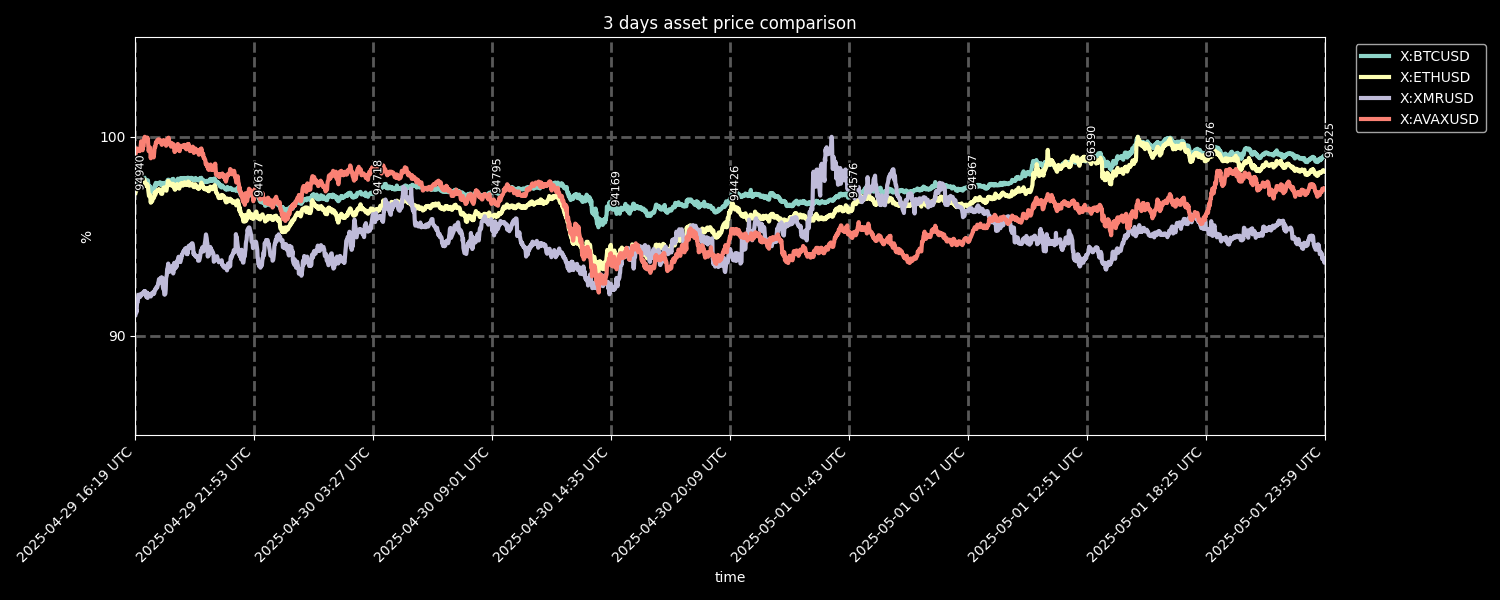 3 days asset price comparison
X:BTCUSD
X:ETHUSD
X:XMRUSD
X:AVAXUSD
100
90
%
94940
94637
94718
94795
94169
94426
94576
94967
96390
96576
96525
2025-04-29 16:19 UTC
2025-04-29 21:53 UTC
2025-04-30 03:27 UTC
2025-04-30 09:01 UTC
2025-04-30 14:35 UTC
2025-04-30 20:09 UTC
2025-05-01 01:43 UTC
2025-05-01 07:17 UTC
2025-05-01 12:51 UTC
2025-05-01 18:25 UTC
2025-05-01 23:59 UTC
time